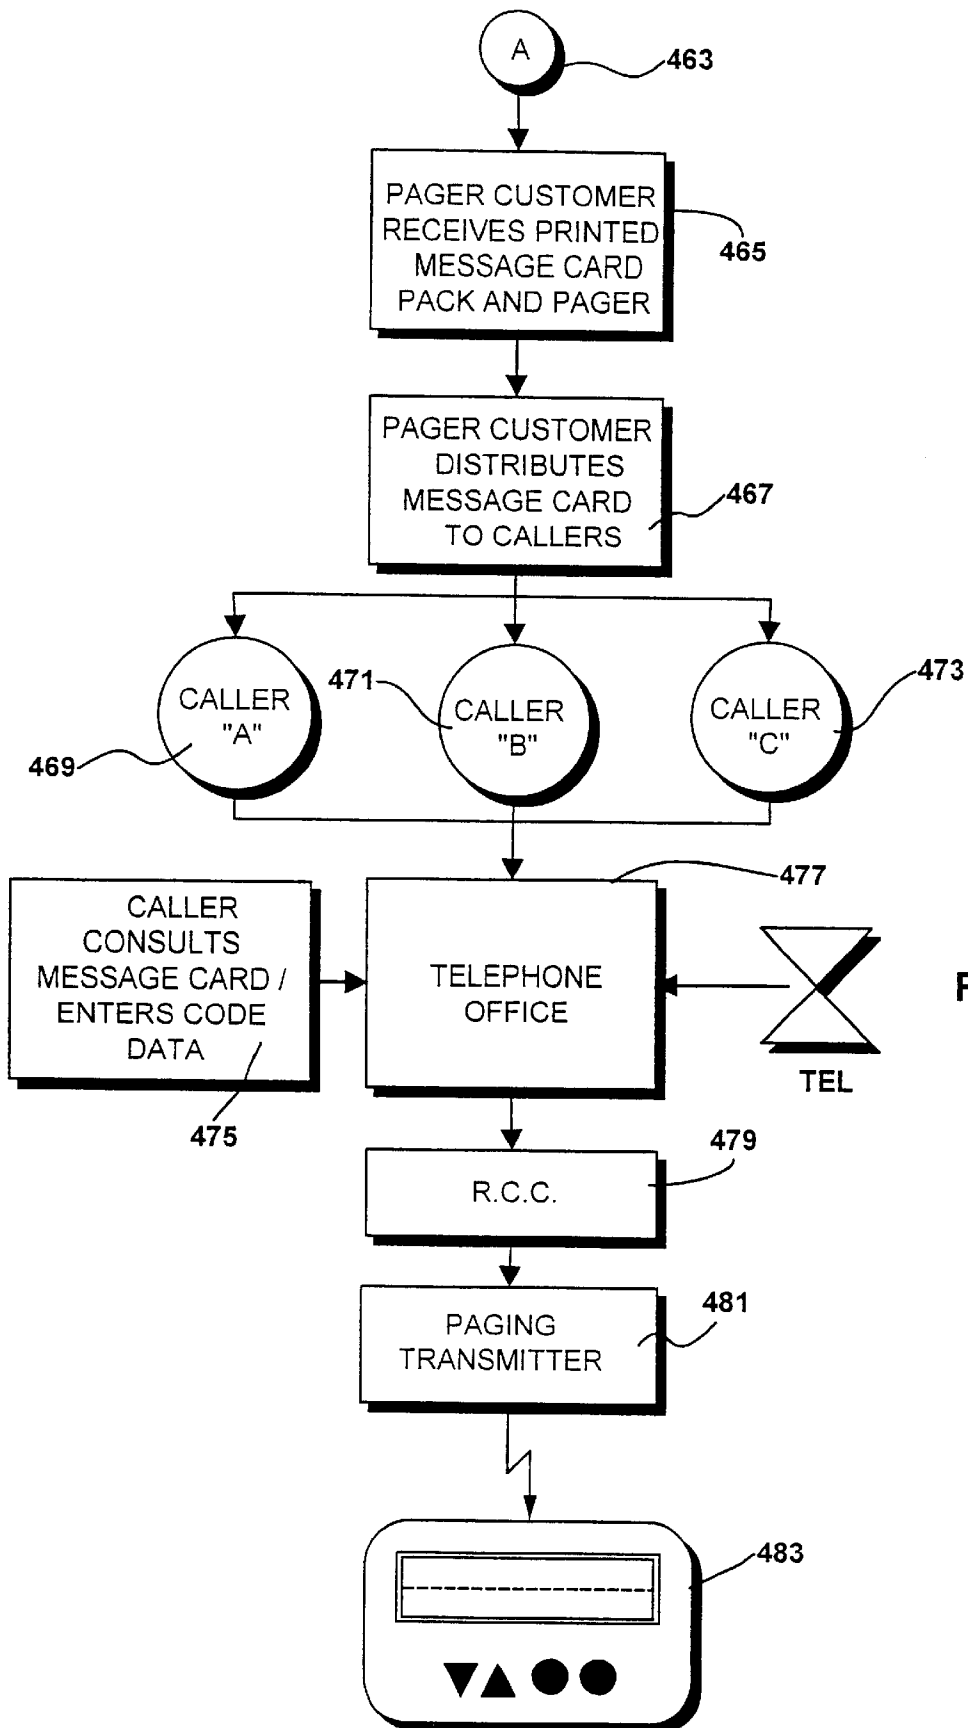 A
463
PAGER CUSTOMER
RECEIVES PRINTED
MESSAGE CARD
PACK AND PAGER
465
PAGER CUSTOMER
DISTRIBUTES
MESSAGE CARD
TO CALLERS
467
CALLER
"A"
469
471
CALLER
"B"
CALLER
"C"
473
CALLER
CONSULTS
MESSAGE CARD /
ENTERS CODE
DATA
475
477
TELEPHONE
OFFICE
TEL
479
R.C.C.
481
PAGING
TRANSMITTER
483